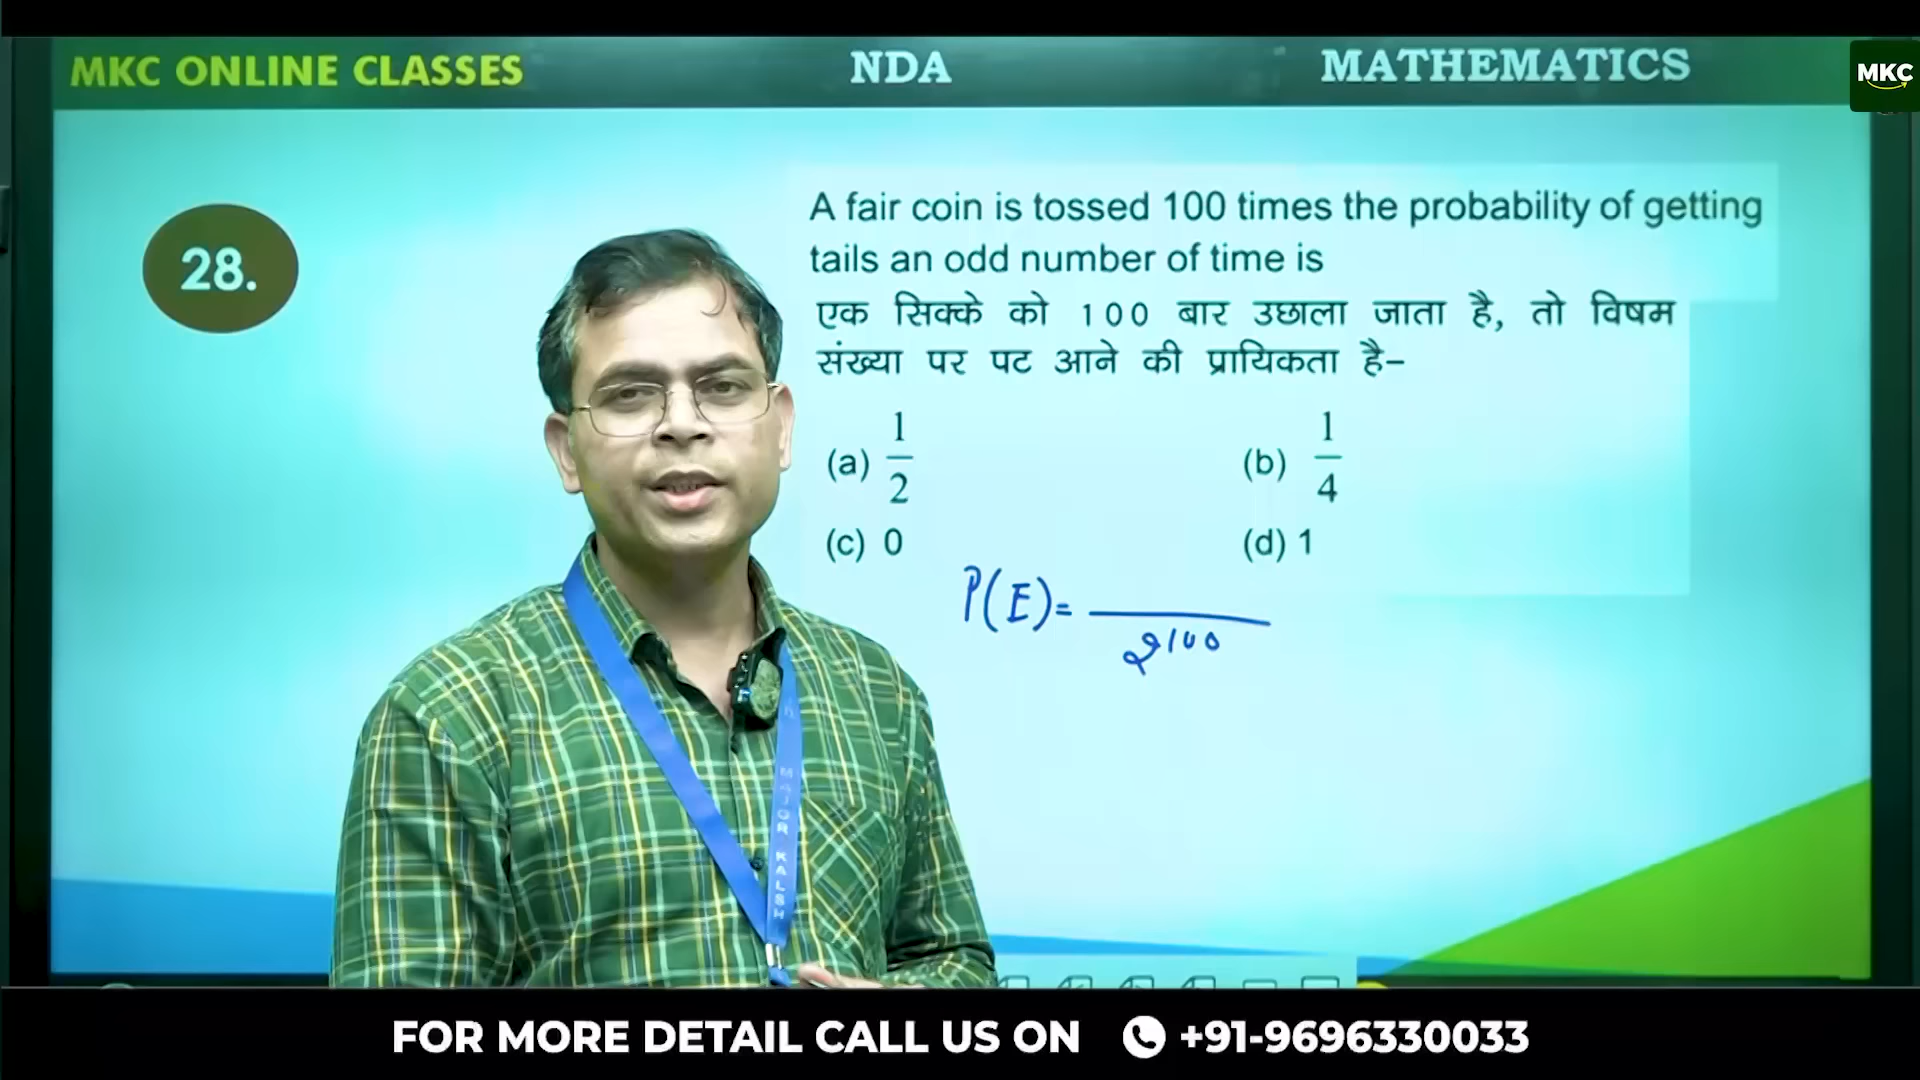 MKC ONLINE CLASSES NDA MATHEMATICS
MKC
28.
A fair coin is tossed 100 times the probability of getting
tails an odd number of time is
एक सिक्के को 100 बार उछाला जाता है, तो विषम
संख्या पर पट आने की प्रायिकता है–
(a) 1/2 (b) 1/4
(c) 0 (d) 1
P(E)= ―
2^100
MAJOR KALSH
FOR MORE DETAIL CALL US ON +91-9696330033